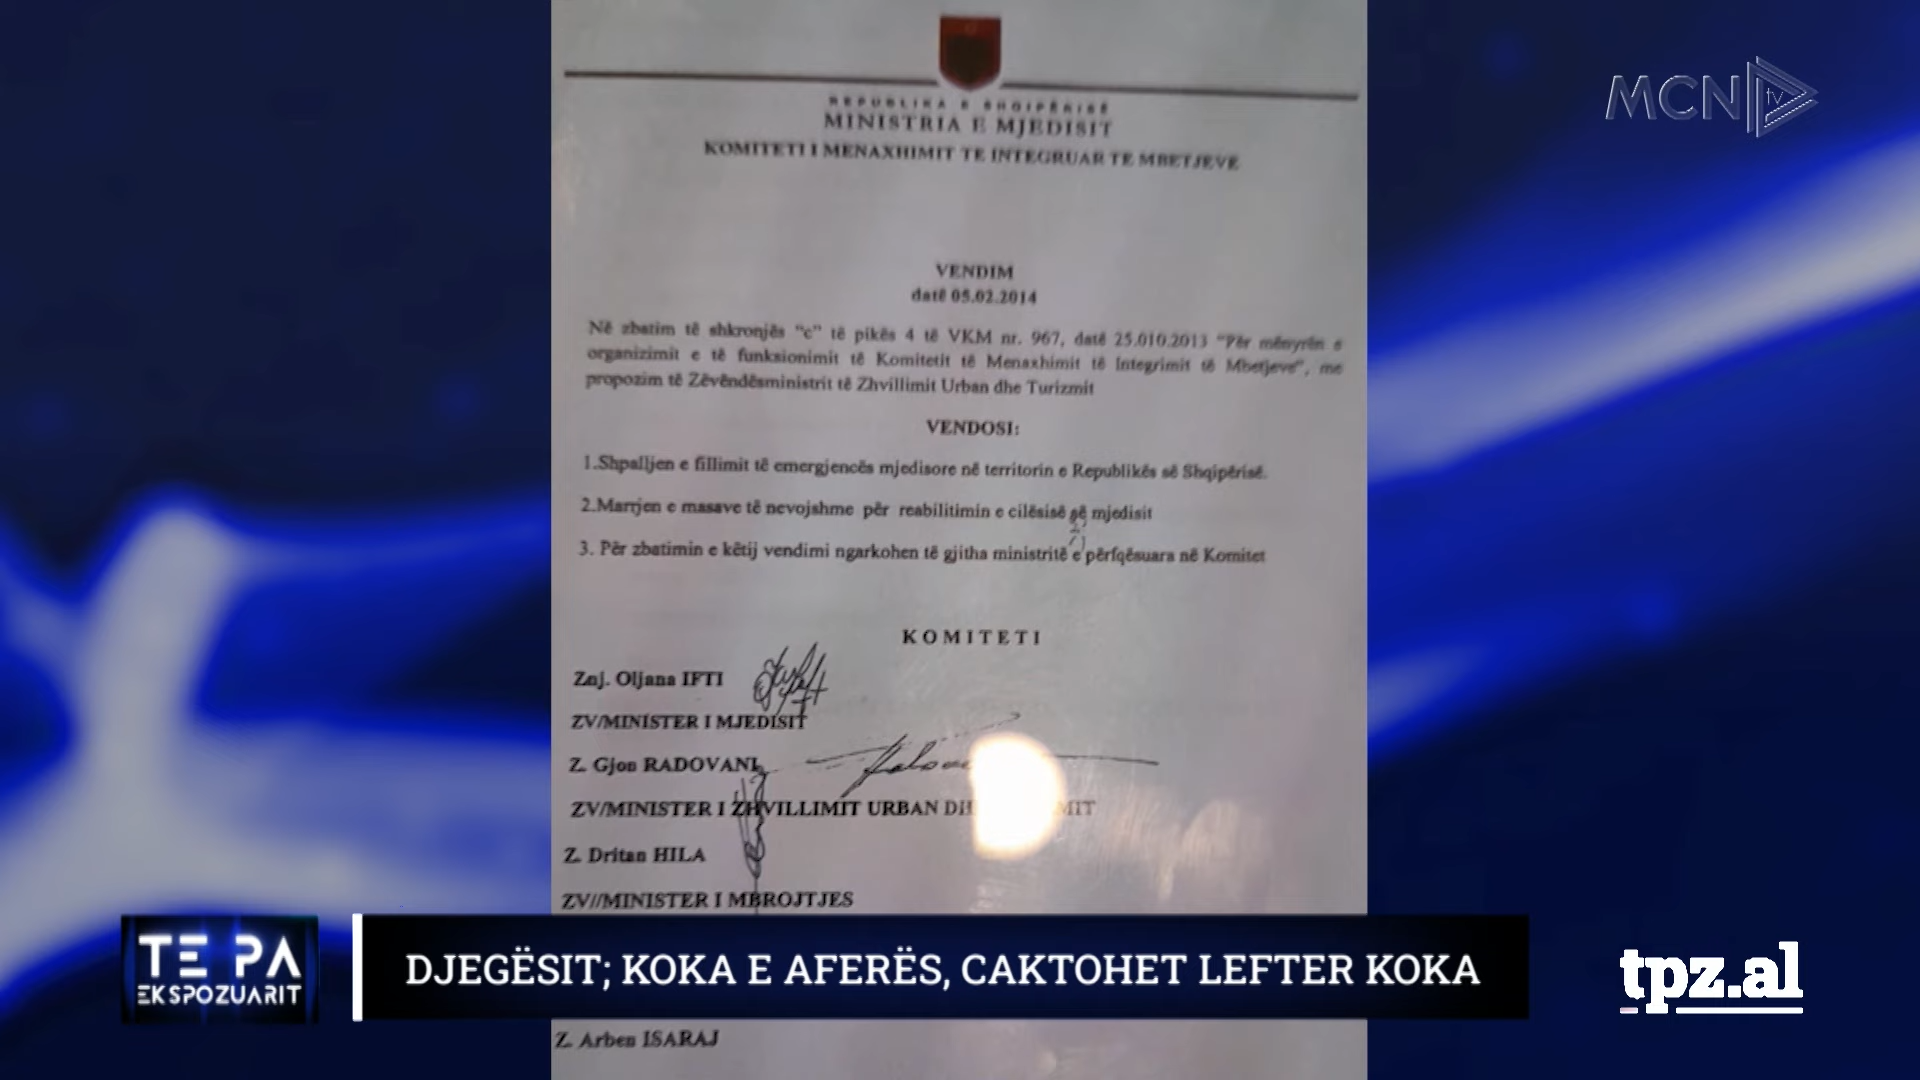 MCN tv
REPUBLIKA E SHQIPËRISË
MINISTRIA E MJEDISIT
KOMITETI I MENAXHIMIT TE INTEGRUAR TE MBETJEVE
VENDIM
datë 05.02.2014
Në zbatim të shkronjës "c" të pikës 4 të VKM nr. 967, datë 25.010.2013 "Për mënyrën e
organizimit e të funksionimit të Komitetit të Menaxhimit të Integrimit të Mbetjeve", me
propozim të Zëvëndësministrit të Zhvillimit Urban dhe Turizmit
VENDOSI:
1.Shpalljen e fillimit të emergjencës mjedisore në territorin e Republikës së Shqipërisë.
2.Marrjen e masave të nevojshme për reabilitimin e cilësisë së mjedisit
3. Për zbatimin e këtij vendimi ngarkohen të gjitha ministritë e përfqësuara në Komitet
KOMITETI
Znj. Oljana IFTI
ZV/MINISTER I MJEDISIT
Z. Gjon RADOVANI
ZV/MINISTER I ZHVILLIMIT URBAN
Z. Dritan HILA
ZV//MINISTER I MBROJTJES
TE PA
EKSPOZUARIT
DJEGËSIT; KOKA E AFERËS, CAKTOHET LEFTER KOKA
tpz.al
Z. Arben ISARAJ